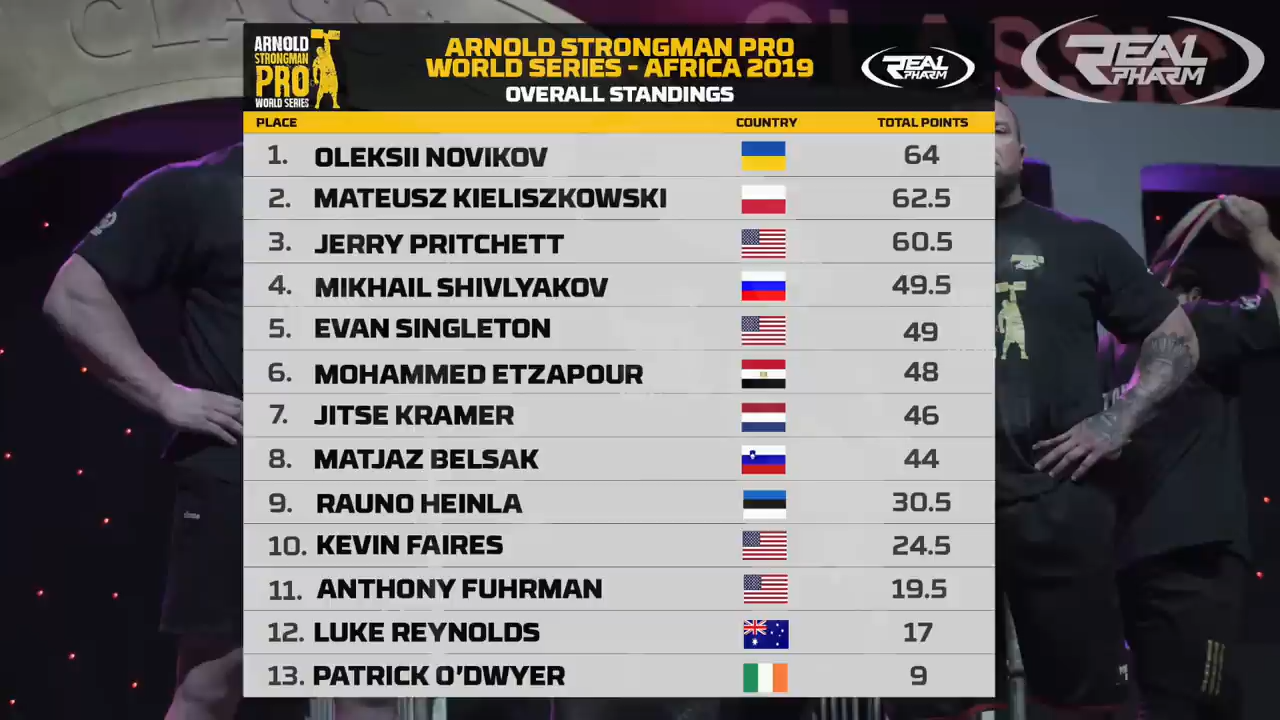 CLASSIC
CLASSIC
ARNOLD
STRONGMAN
PRO
WORLD SERIES
ARNOLD STRONGMAN PRO
WORLD SERIES - AFRICA 2019
OVERALL STANDINGS
REAL
PHARM
REAL
PHARM
PLACE COUNTRY TOTAL POINTS
1. OLEKSII NOVIKOV 64
2. MATEUSZ KIELISZKOWSKI 62.5
3. JERRY PRITCHETT 60.5
4. MIKHAIL SHIVLYAKOV 49.5
5. EVAN SINGLETON 49
6. MOHAMMED ETZAPOUR 48
7. JITSE KRAMER 46
8. MATJAZ BELSAK 44
9. RAUNO HEINLA 30.5
10. KEVIN FAIRES 24.5
11. ANTHONY FUHRMAN 19.5
12. LUKE REYNOLDS 17
13. PATRICK O'DWYER 9